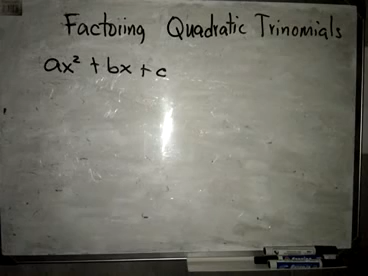 Factoring Quadratic Trinomials
ax² + bx + c